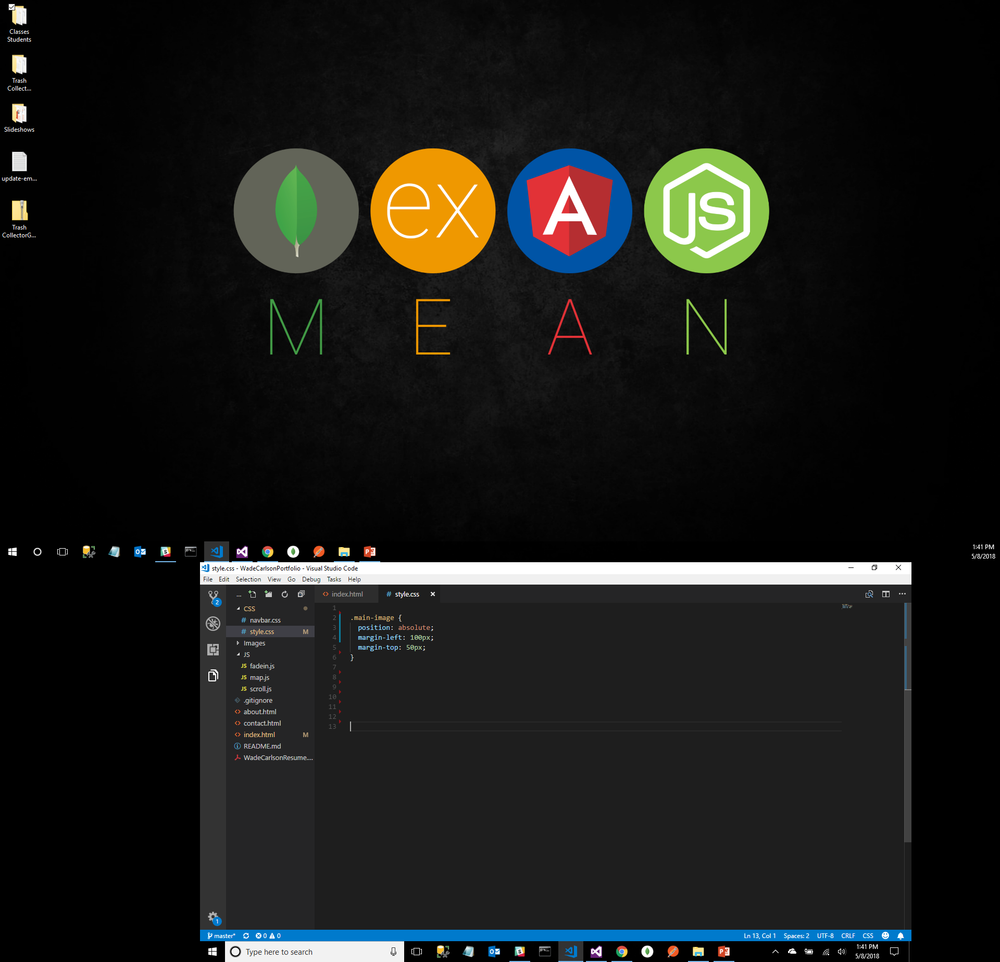 Classes
Students
Trash
Collect...
Slideshows
update-em...
Trash
CollectorG...
ex
A
JS
M E A N
1:41 PM
5/8/2018
style.css - WadeCarlsonPortfolio - Visual Studio Code
File Edit Selection View Go Debug Tasks Help
...
index.html
style.css
2
CSS
navbar.css
style.css M
Images
JS
JS fadein.js
JS map.js
JS scroll.js
.gitignore
about.html
contact.html
index.html M
README.md
WadeCarlsonResume....
1
2 .main-image {
3 position: absolute;
4 margin-left: 100px;
5 margin-top: 50px;
6 }
7
8
9
10
11
12
13
1
master* 0 0
Ln 13, Col 1 Spaces: 2 UTF-8 CRLF CSS
Type here to search
1:41 PM
5/8/2018